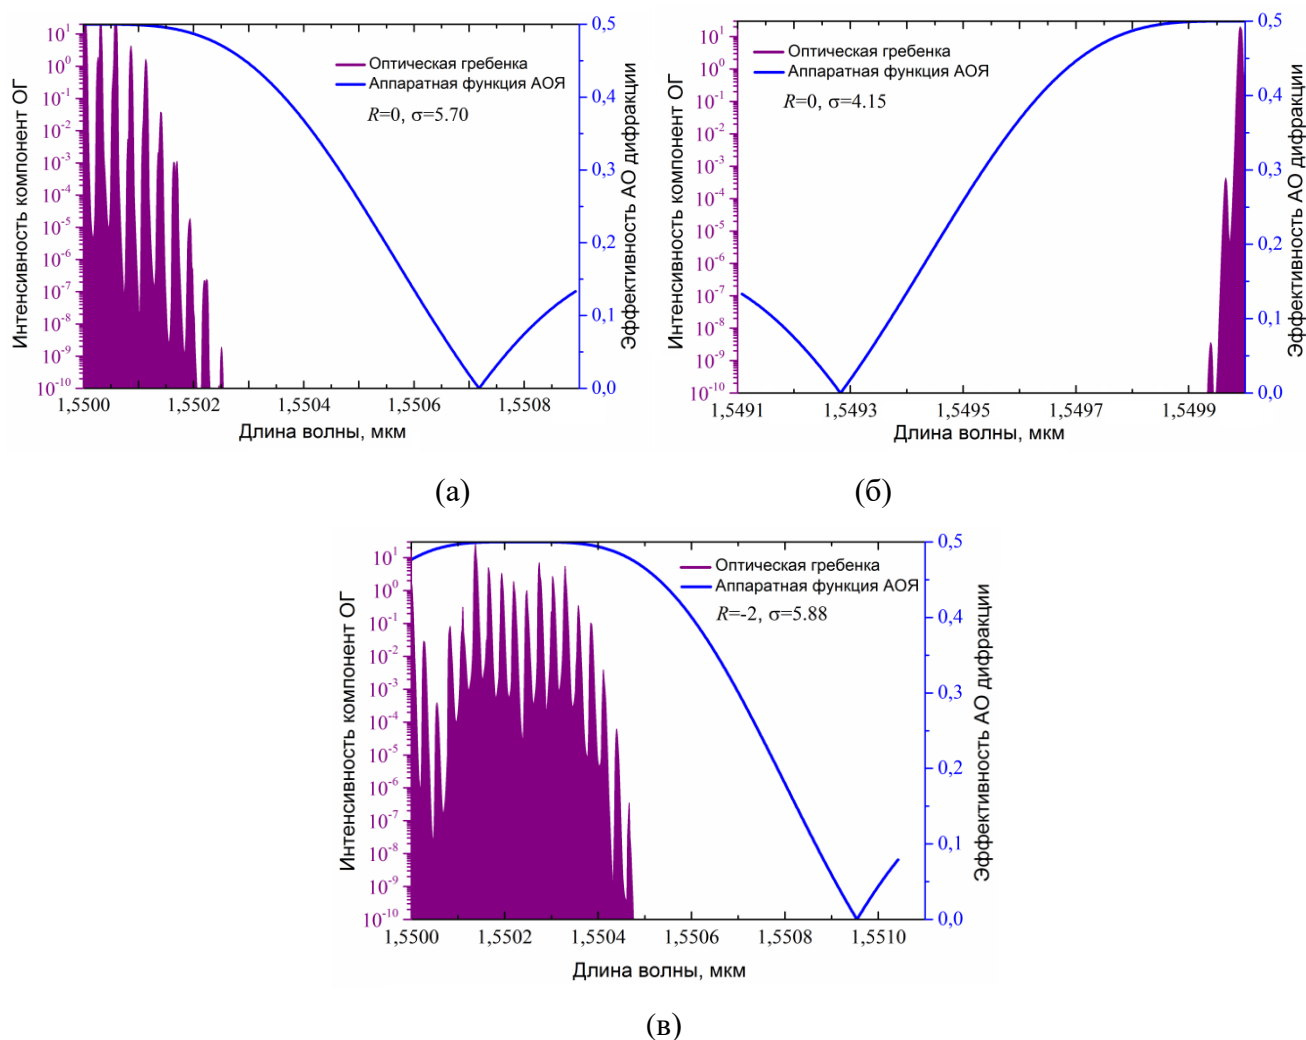 Интенсивность компонент ОГ
10^1
10^0
10^-1
10^-2
10^-3
10^-4
10^-5
10^-6
10^-7
10^-8
10^-9
10^-10
Оптическая гребенка
Аппаратная функция АОЯ
R=0, σ=5.70
0,5
0,4
0,3
0,2
0,1
0,0
Эффективность АО дифракции
1,5500 1,5502 1,5504 1,5506 1,5508
Длина волны, мкм
(а)
Интенсивность компонент ОГ
10^1
10^0
10^-1
10^-2
10^-3
10^-4
10^-5
10^-6
10^-7
10^-8
10^-9
10^-10
Оптическая гребенка
Аппаратная функция АОЯ
R=0, σ=4.15
0,5
0,4
0,3
0,2
0,1
0,0
Эффективность АО дифракции
1,5491 1,5493 1,5495 1,5497 1,5499
Длина волны, мкм
(б)
Интенсивность компонент ОГ
10^1
10^0
10^-1
10^-2
10^-3
10^-4
10^-5
10^-6
10^-7
10^-8
10^-9
10^-10
Оптическая гребенка
Аппаратная функция АОЯ
R=-2, σ=5.88
0,5
0,4
0,3
0,2
0,1
0,0
Эффективность АО дифракции
1,5500 1,5502 1,5504 1,5506 1,5508 1,5510
Длина волны, мкм
(в)